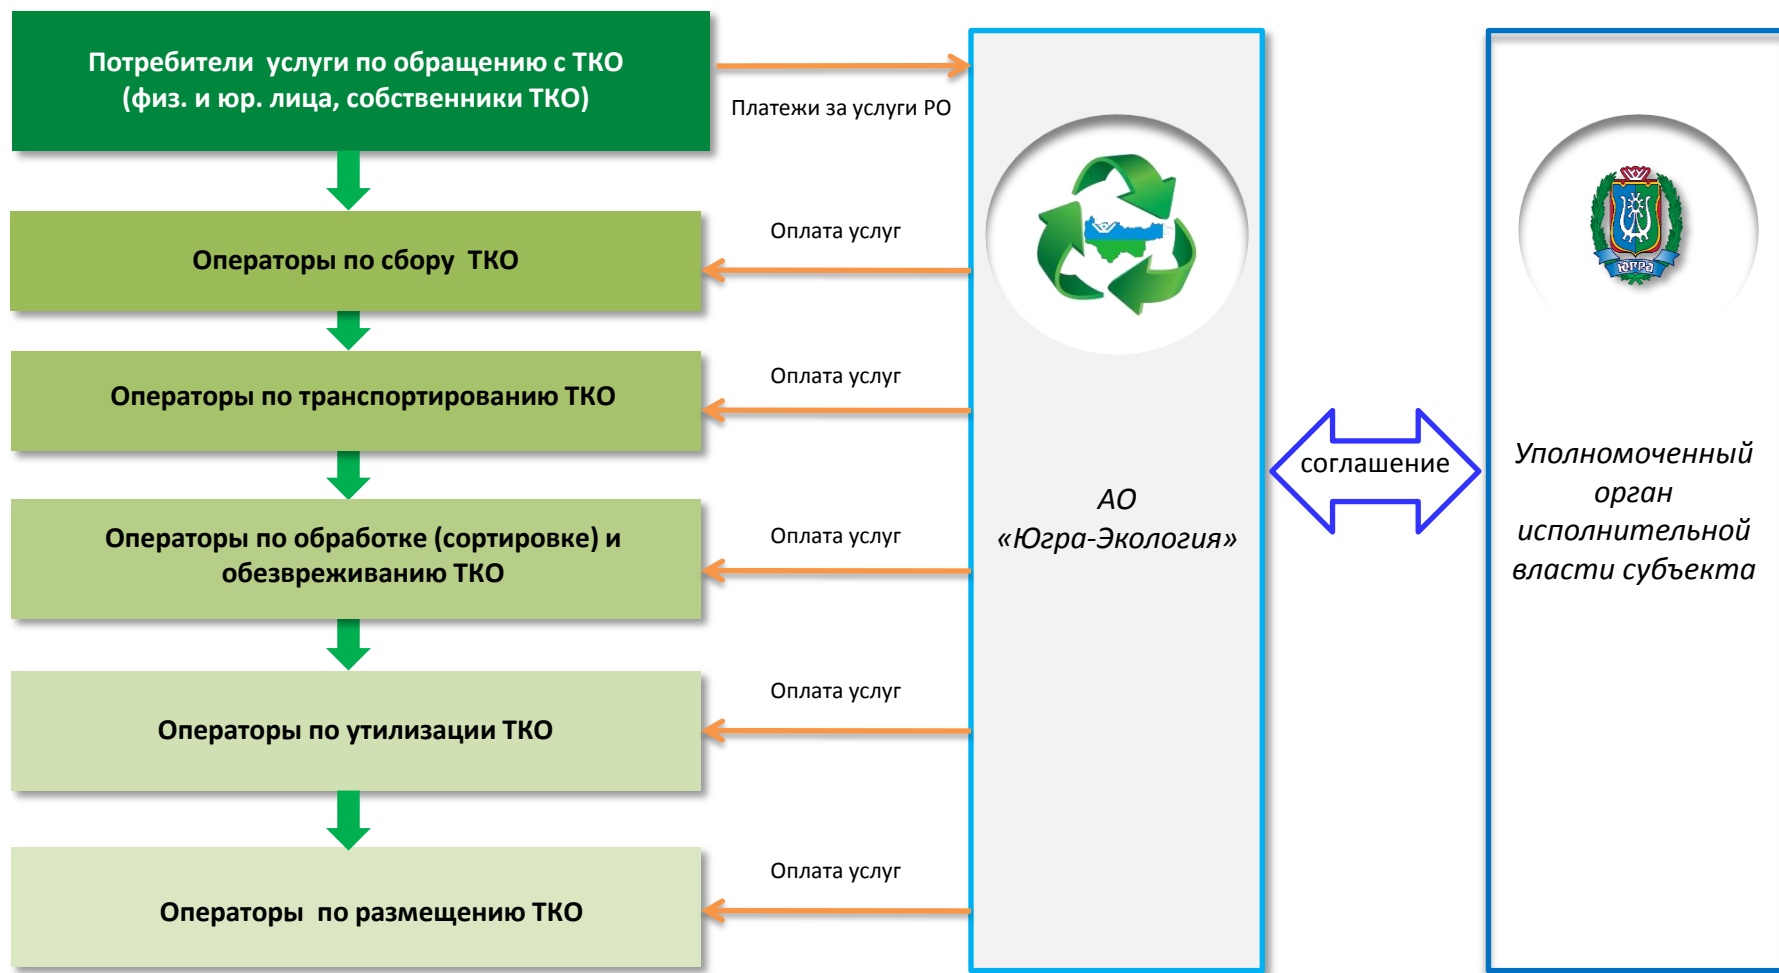 Потребители услуги по обращению с ТКО
(физ. и юр. лица, собственники ТКО)
Платежи за услуги РО
Операторы по сбору ТКО
Оплата услуг
Операторы по транспортированию ТКО
Оплата услуг
Операторы по обработке (сортировке) и
обезвреживанию ТКО
Оплата услуг
Операторы по утилизации ТКО
Оплата услуг
Операторы по размещению ТКО
Оплата услуг
АО
«Югра-Экология»
соглашение
ЮГРА
Уполномоченный
орган
исполнительной
власти субъекта